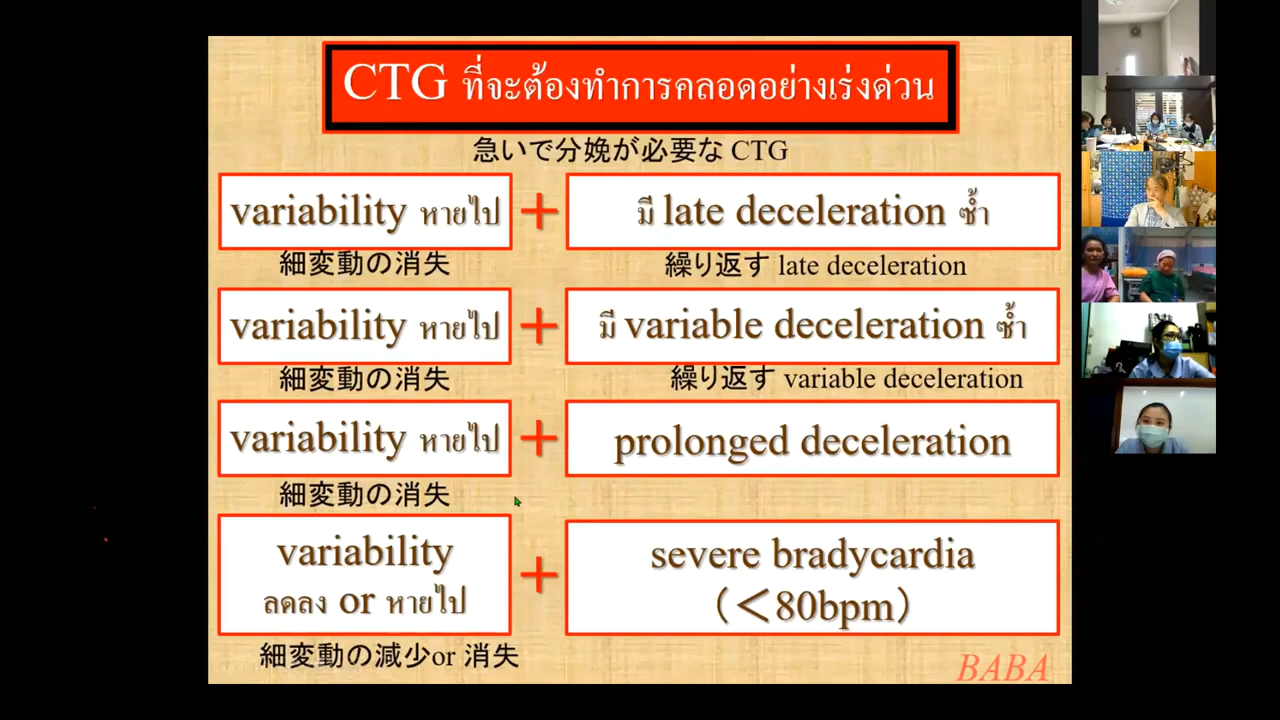 CTG ที่จะต้องทำการคลอดอย่างเร่งด่วน
急いで分娩が必要な CTG
variability หายไป + มี late deceleration ซ้ำ
細変動の消失 繰り返す late deceleration
variability หายไป + มี variable deceleration ซ้ำ
細変動の消失 繰り返す variable deceleration
variability หายไป + prolonged deceleration
細変動の消失
variability
ลดลง or หายไป
+
severe bradycardia
（＜80bpm）
細変動の減少or 消失
BABA